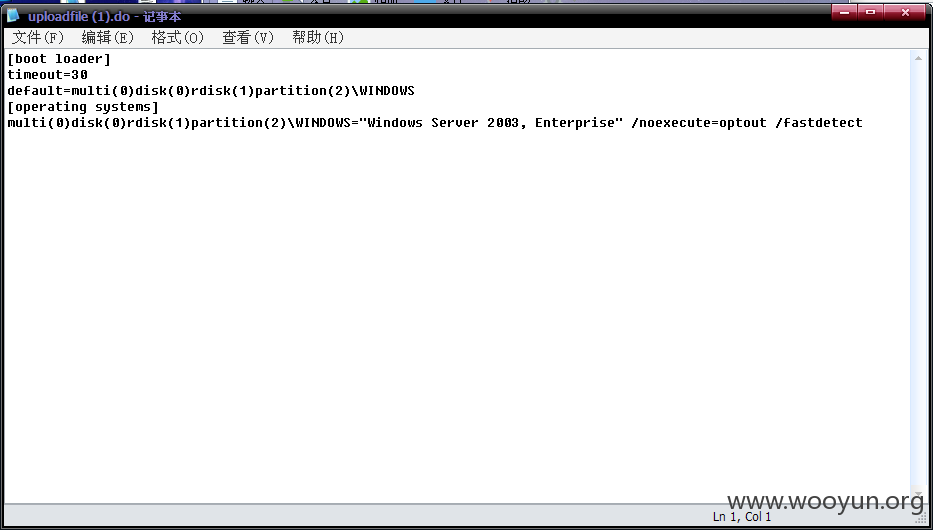 uploadfile (1).do - 记事本
文件(F) 编辑(E) 格式(O) 查看(V) 帮助(H)
[boot loader]
timeout=30
default=multi(0)disk(0)rdisk(1)partition(2)\WINDOWS
[operating systems]
multi(0)disk(0)rdisk(1)partition(2)\WINDOWS="Windows Server 2003, Enterprise" /noexecute=optout /fastdetect
www.wooyun.org
Ln 1, Col 1